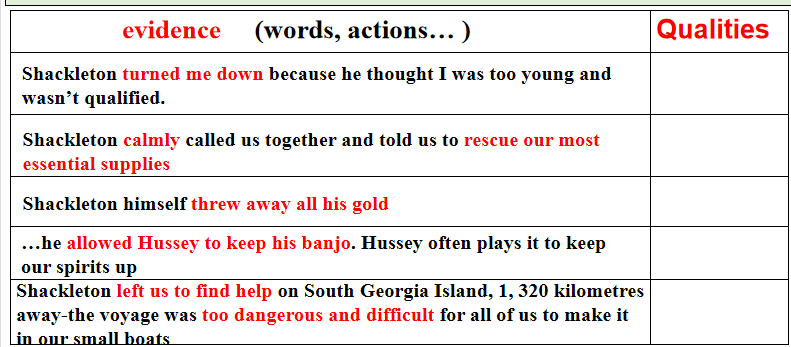 evidence (words, actions… )
Qualities
Shackleton turned me down because he thought I was too young and
wasn’t qualified.
Shackleton calmly called us together and told us to rescue our most
essential supplies
Shackleton himself threw away all his gold
…he allowed Hussey to keep his banjo. Hussey often plays it to keep
our spirits up
Shackleton left us to find help on South Georgia Island, 1, 320 kilometres
away-the voyage was too dangerous and difficult for all of us to make it
in our small boats